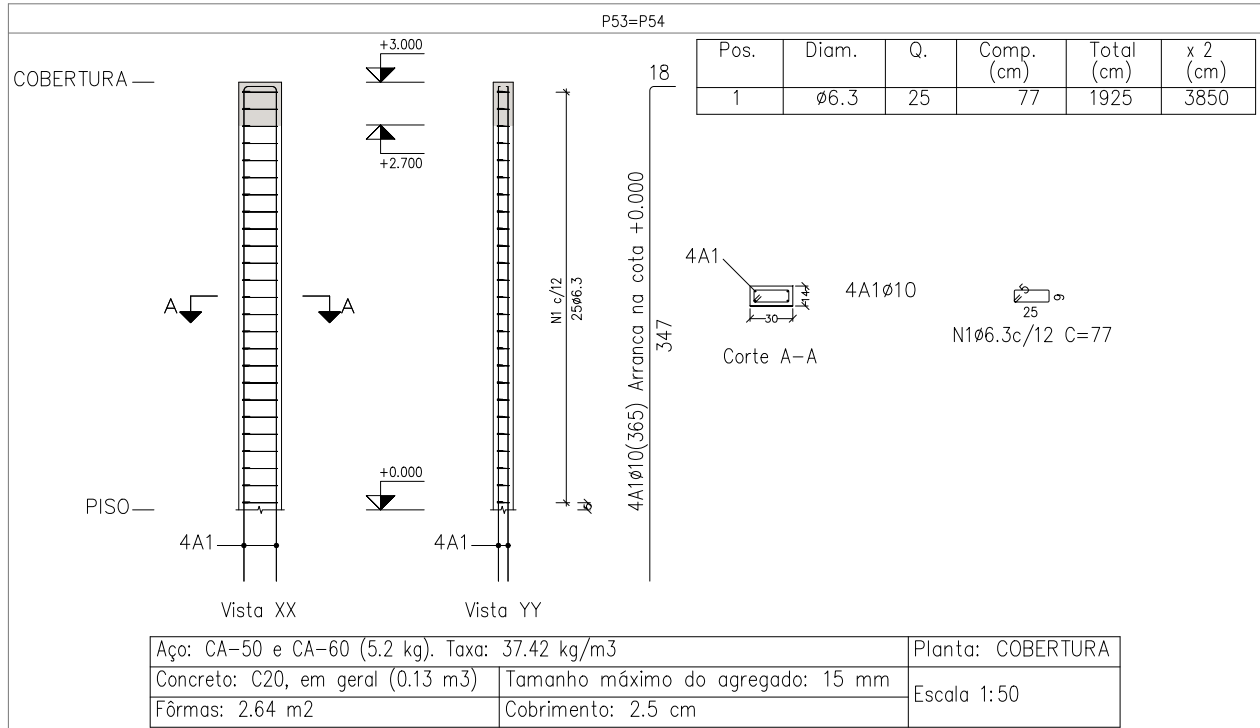 P53=P54
COBERTURA
+3.000
+2.700
A
A
+0.000
PISO
4A1
4A1
Vista XX
Vista YY
N1 c/12
25ø6.3
6
18
4A1ø10(365) Arranca na cota +0.000
347
Pos. Diam. Q. Comp. (cm) Total (cm) x 2 (cm)
1 ø6.3 25 77 1925 3850
4A1
14
30
4A1ø10
Corte A-A
5
9
25
N1ø6.3c/12 C=77
Aço: CA-50 e CA-60 (5.2 kg). Taxa: 37.42 kg/m3
Planta: COBERTURA
Concreto: C20, em geral (0.13 m3)
Tamanho máximo do agregado: 15 mm
Escala 1:50
Fôrmas: 2.64 m2
Cobrimento: 2.5 cm